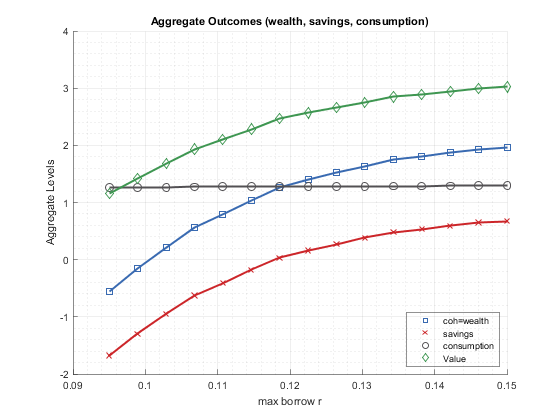 Aggregate Outcomes (wealth, savings, consumption)
4
3
2
1
0
-1
-2
Aggregate Levels
0.09
0.1
0.11
0.12
0.13
0.14
0.15
max borrow r
coh=wealth
savings
consumption
Value